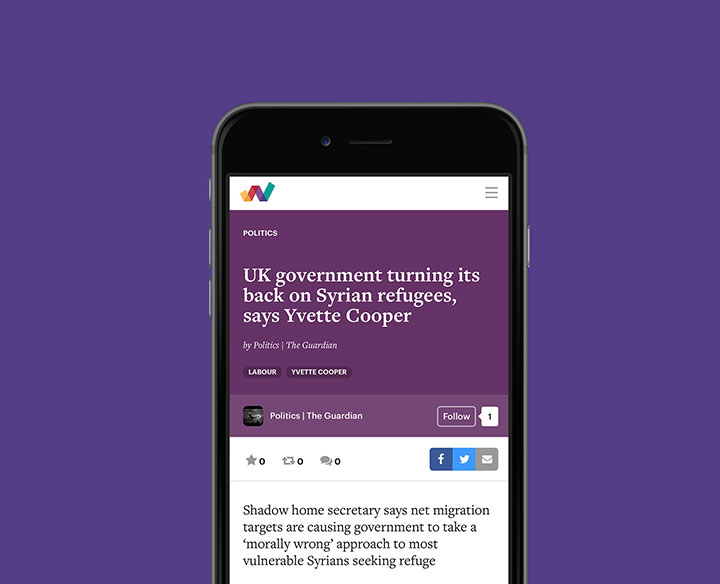 POLITICS
UK government turning its
back on Syrian refugees,
says Yvette Cooper
by Politics | The Guardian
LABOUR YVETTE COOPER
Politics | The Guardian Follow 1
0 0 0
Shadow home secretary says net migration
targets are causing government to take a
‘morally wrong’ approach to most
vulnerable Syrians seeking refuge